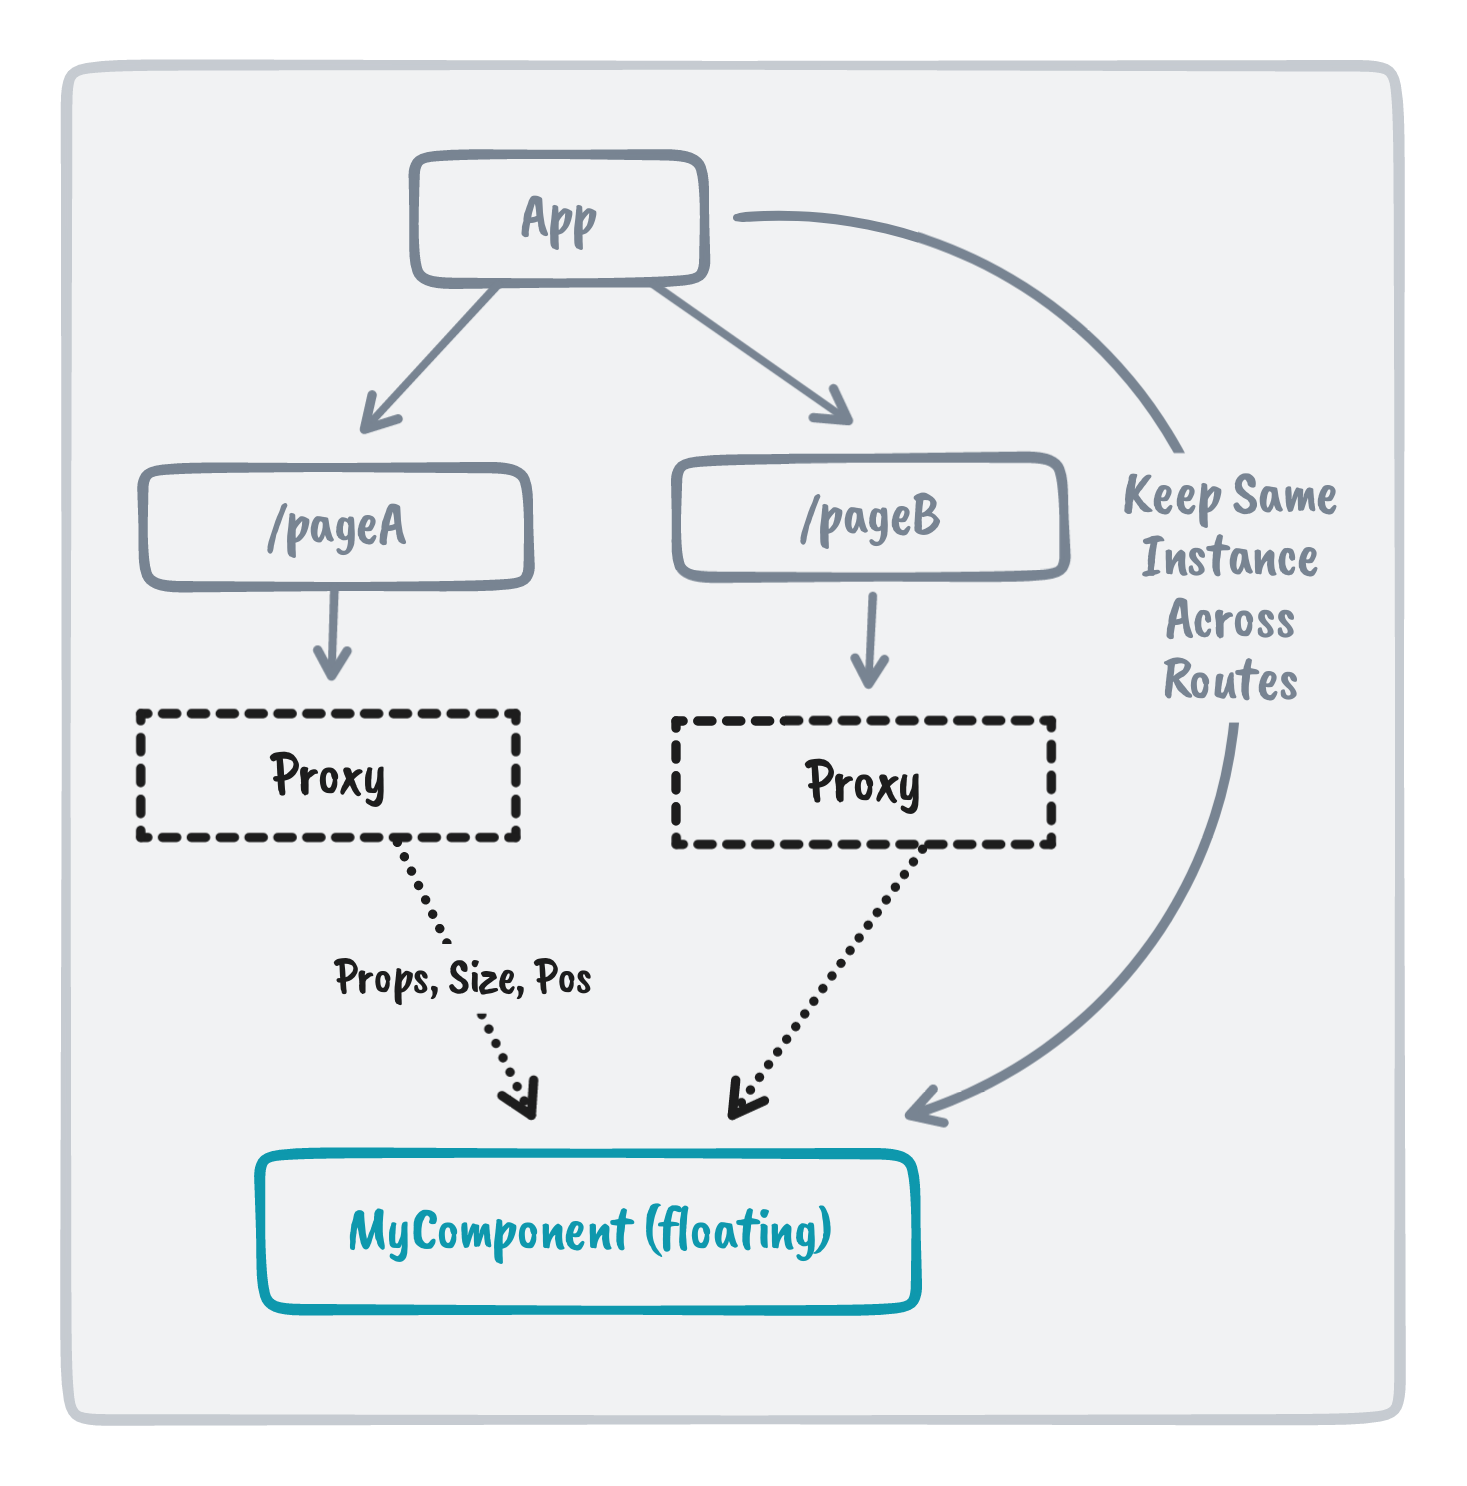 App
/pageA
/pageB
Keep Same
Instance
Across
Routes
Proxy
Proxy
Props, Size, Pos
MyComponent (floating)